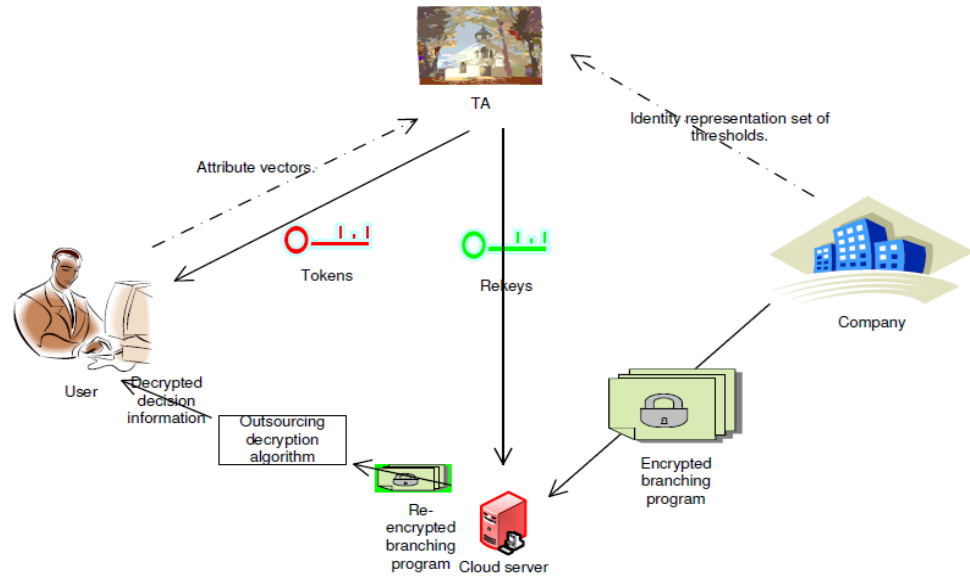 TA
Identity representation set of
thresholds.
Attribute vectors.
Tokens
Rekeys
Company
User
Decrypted
decision
information
Outsourcing
decryption
algorithm
Encrypted
branching
program
Re-
encrypted
branching
program
Cloud server